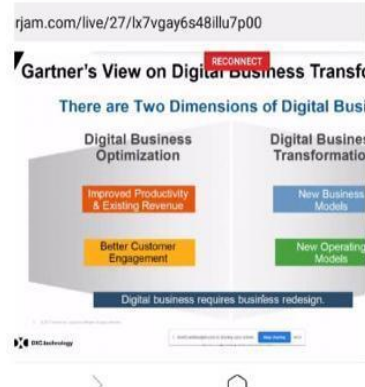 rjam.com/live/27/lx7vgay6s48illu7p00
RECONNECT
Gartner's View on Digital Business Transfo
There are Two Dimensions of Digital Busi
Digital Business
Optimization
Improved Productivity
& Existing Revenue
Better Customer
Engagement
Digital Busines
Transformatio
New Business
Models
New Operating
Models
Digital business requires business redesign.
DXC.technology